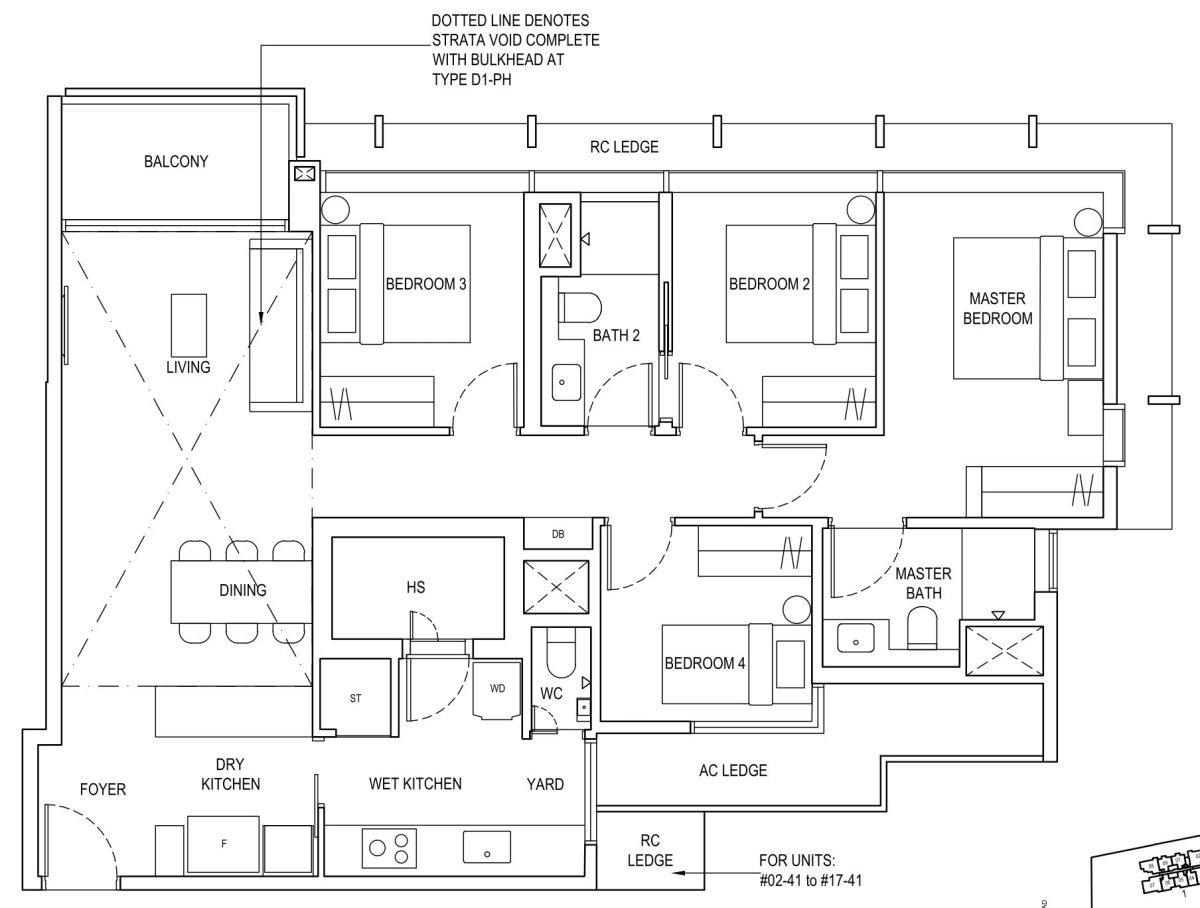 DOTTED LINE DENOTES
STRATA VOID COMPLETE
WITH BULKHEAD AT
TYPE D1-PH
RC LEDGE
BALCONY
BEDROOM 3
BATH 2
BEDROOM 2
MASTER
BEDROOM
LIVING
DB
DINING
HS
MASTER
BATH
BEDROOM 4
ST
WD
WC
DRY
KITCHEN
FOYER
WET KITCHEN
YARD
AC LEDGE
F
RC
LEDGE
FOR UNITS:
#02-41 to #17-41
9
1